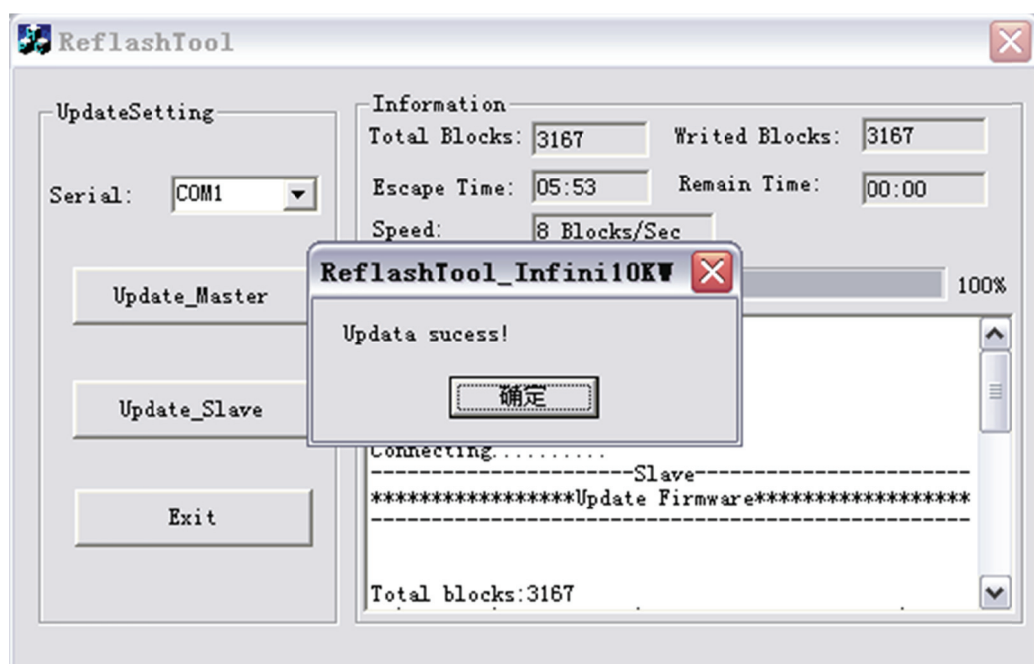 ReflashTool
UpdateSetting
Serial: COM1
Update_Master
Update_Slave
Exit
Information
Total Blocks: 3167 Writed Blocks: 3167
Escape Time: 05:53 Remain Time: 00:00
Speed: 8 Blocks/Sec
100%
ReflashTool_Infini10KW
Updata sucess!
确定
Connecting..........
---------------------Slave----------------------
*****************Update Firmware******************
------------------------------------------------
Total blocks:3167